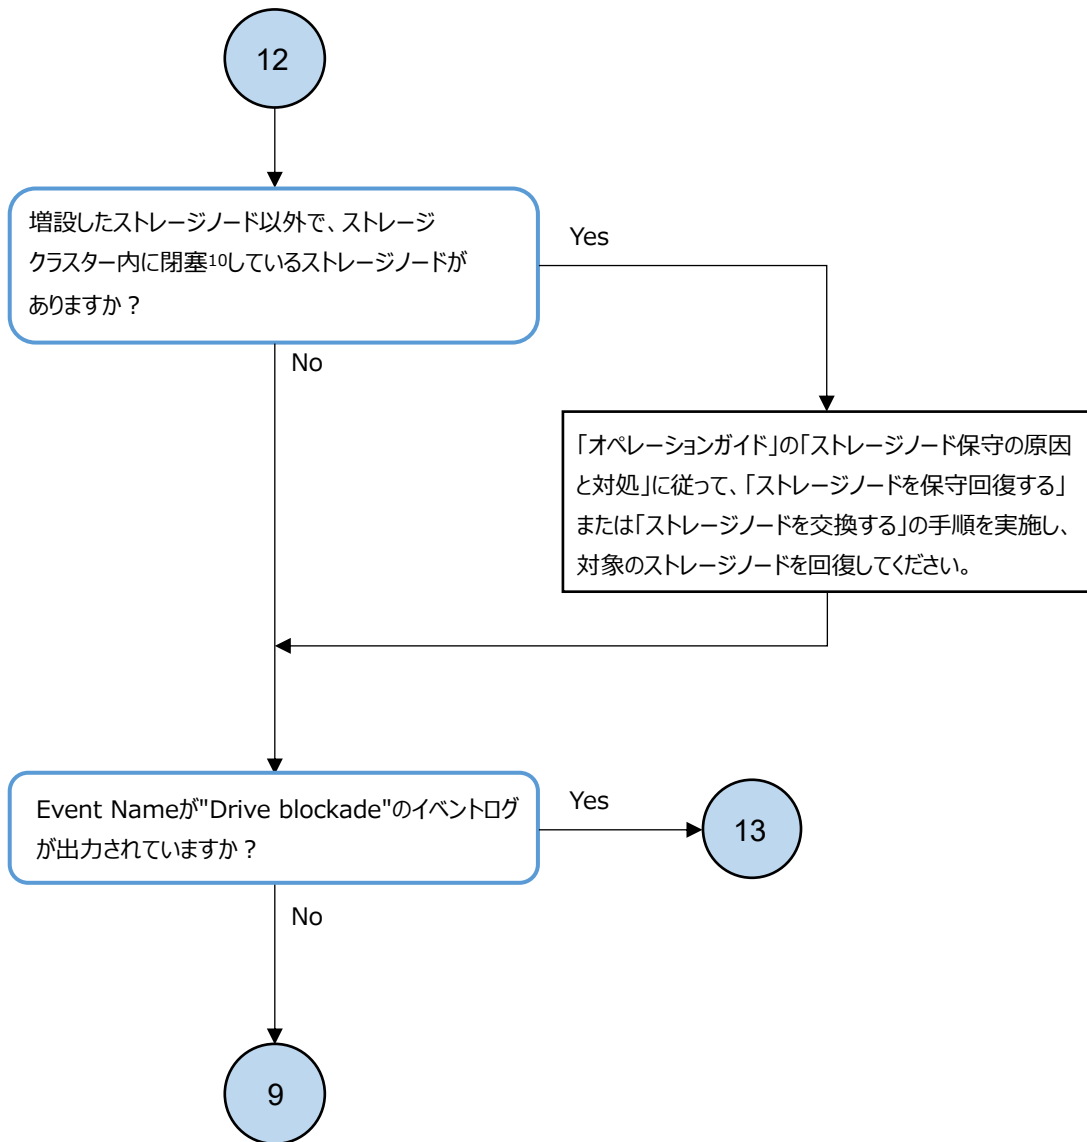 12
増設したストレージノード以外で、ストレージ
クラスター内に閉塞10しているストレージノードが
ありますか？
Yes
No
「オペレーションガイド」の「ストレージノード保守の原因
と対処」に従って、「ストレージノードを保守回復する」
または「ストレージノードを交換する」の手順を実施し、
対象のストレージノードを回復してください。
Event Nameが"Drive blockade"のイベントログ
が出力されていますか？
Yes
13
No
9